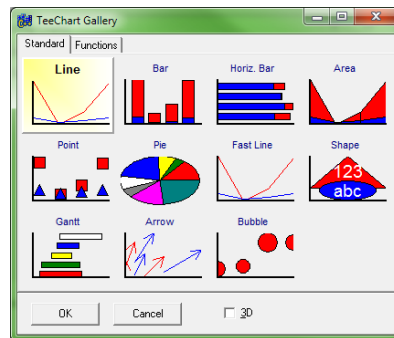 TeeChart Gallery
Standard Functions
Line Bar Horiz. Bar Area
Point Pie Fast Line Shape
123
abc
Gantt Arrow Bubble
OK Cancel 3D